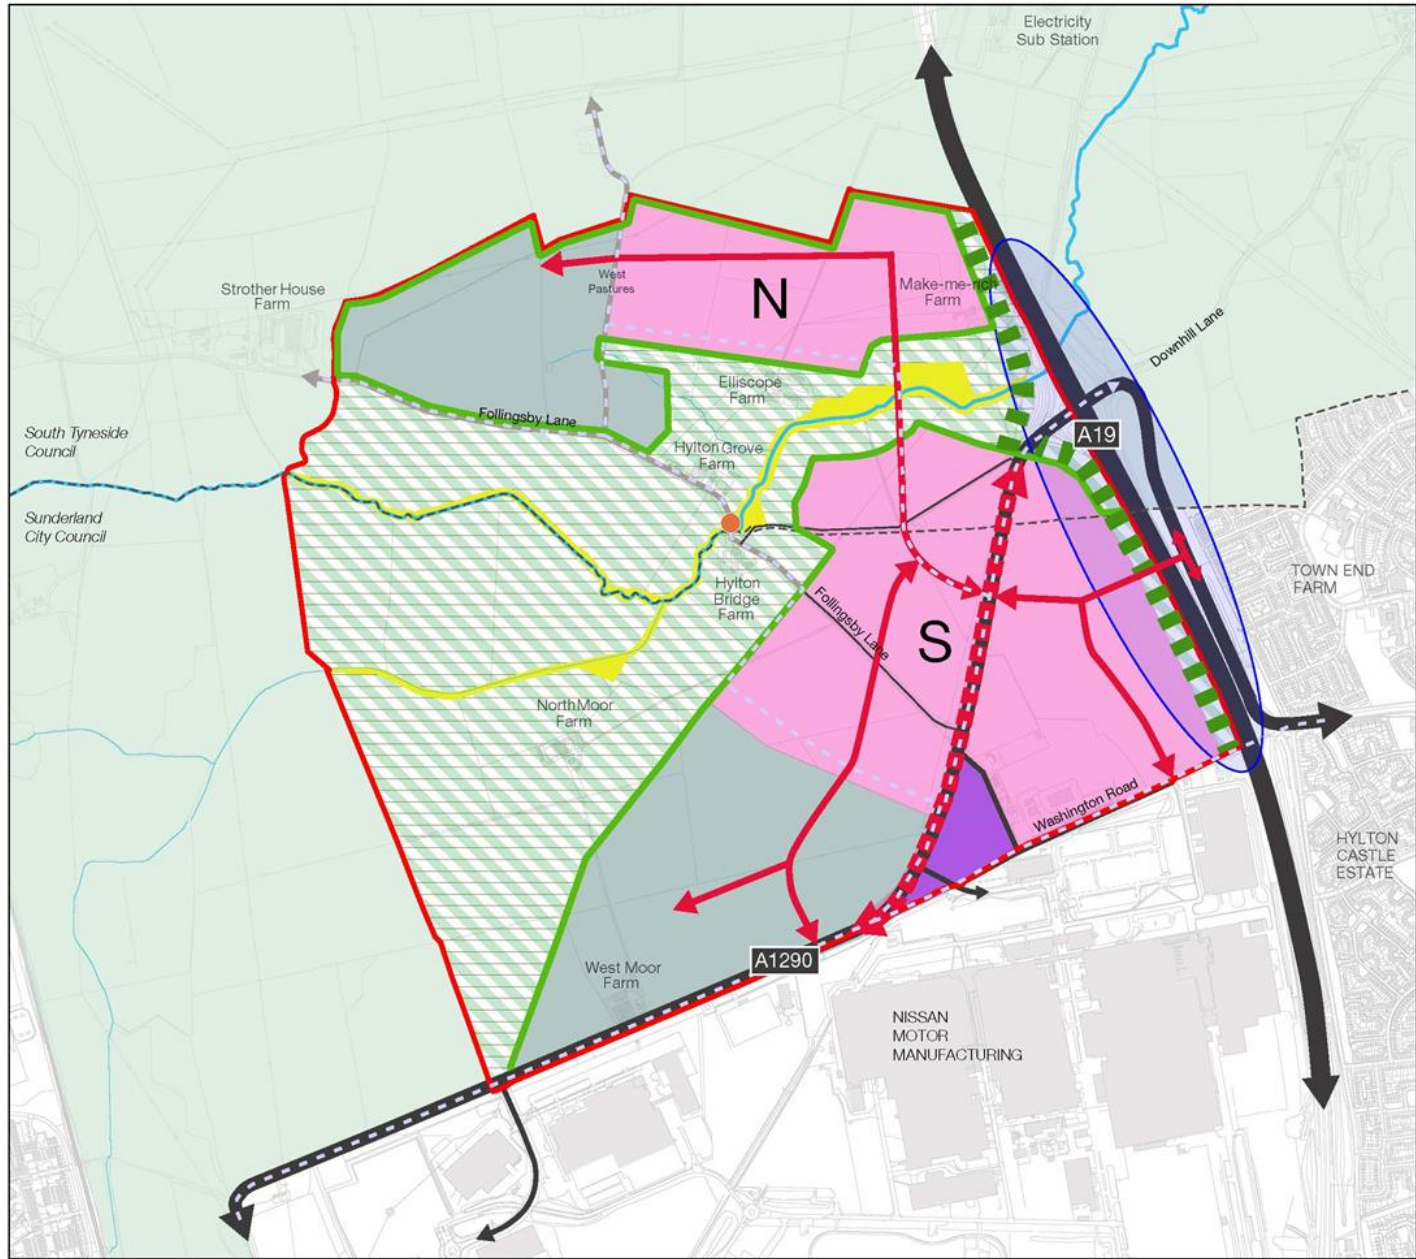 Electricity
Sub Station
Strother House
Farm
West
Pastures
N
Make-me-rich
Farm
Downhill Lane
Elliscope
Farm
Follingsby Lane
A19
South Tyneside
Council
Hylton Grove
Farm
Sunderland
City Council
Hylton
Bridge
Farm
TOWN END
FARM
Follingsby Lane
S
North Moor
Farm
Washington Road
HYLTON
CASTLE
ESTATE
West Moor
Farm
A1290
NISSAN
MOTOR
MANUFACTURING